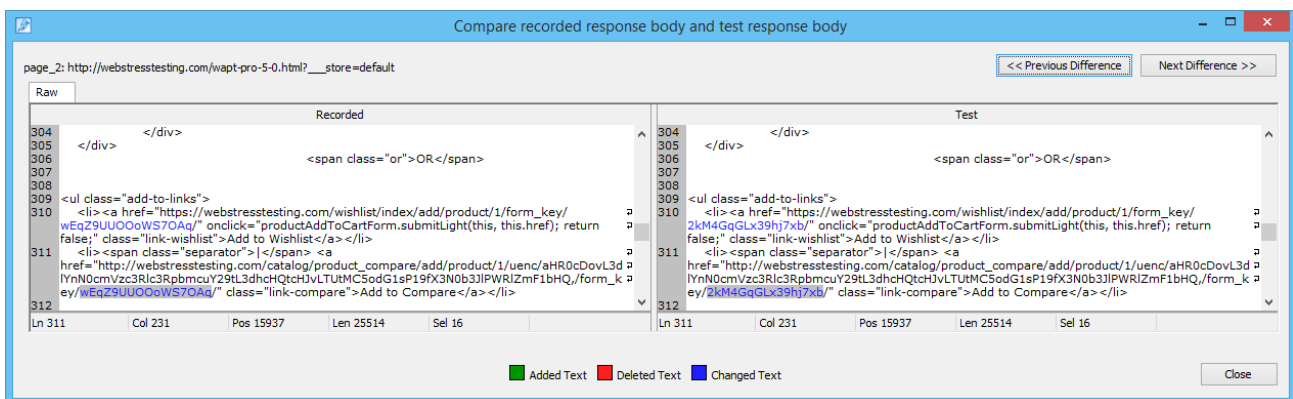 Compare recorded response body and test response body
page_2: http://webstresstesting.com/wapt-pro-5-0.html?___store=default
<< Previous Difference
Next Difference >>
Raw
Recorded
304 </div>
305 </div>
306 <span class="or">OR</span>
307
308
309 <ul class="add-to-links">
310 <li><a href="https://webstresstesting.com/wishlist/index/add/product/1/form_key/
wEqZ9UUOOoWS7OAq/" onclick="productAddToCartForm.submitLight(this, this.href); return
false;" class="link-wishlist">Add to Wishlist</a></li>
311 <li><span class="separator">|</span> <a
href="http://webstresstesting.com/catalog/product_compare/add/product/1/uenc/aHR0cDovL3d
lYnN0cmVzc3Rlc3RpbmcuY29tL3dhcHQtcHJvLTUtMC5odG1sP19fX3N0b3JlPWRlZmF1bHQ,/form_k
ey/wEqZ9UUOOoWS7OAq/" class="link-compare">Add to Compare</a></li>
312
Ln 311 Col 231 Pos 15937 Len 25514 Sel 16
Test
304 </div>
305 </div>
306 <span class="or">OR</span>
307
308
309 <ul class="add-to-links">
310 <li><a href="https://webstresstesting.com/wishlist/index/add/product/1/form_key/
2kM4GqGLx39hj7xb/" onclick="productAddToCartForm.submitLight(this, this.href); return
false;" class="link-wishlist">Add to Wishlist</a></li>
311 <li><span class="separator">|</span> <a
href="http://webstresstesting.com/catalog/product_compare/add/product/1/uenc/aHR0cDovL3d
lYnN0cmVzc3Rlc3RpbmcuY29tL3dhcHQtcHJvLTUtMC5odG1sP19fX3N0b3JlPWRlZmF1bHQ,/form_k
ey/2kM4GqGLx39hj7xb/" class="link-compare">Add to Compare</a></li>
312
Ln 311 Col 231 Pos 15937 Len 25514 Sel 16
Added Text Deleted Text Changed Text
Close